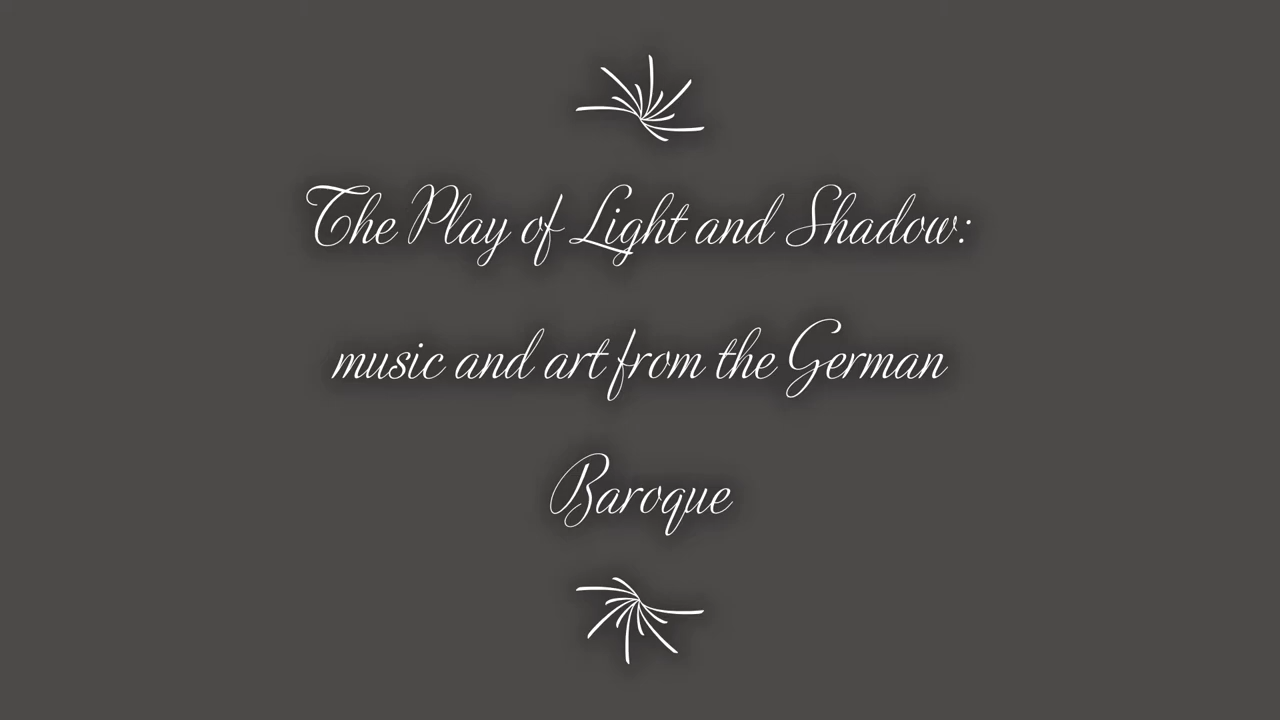 The Play of Light and Shadow:
music and art from the German
Baroque